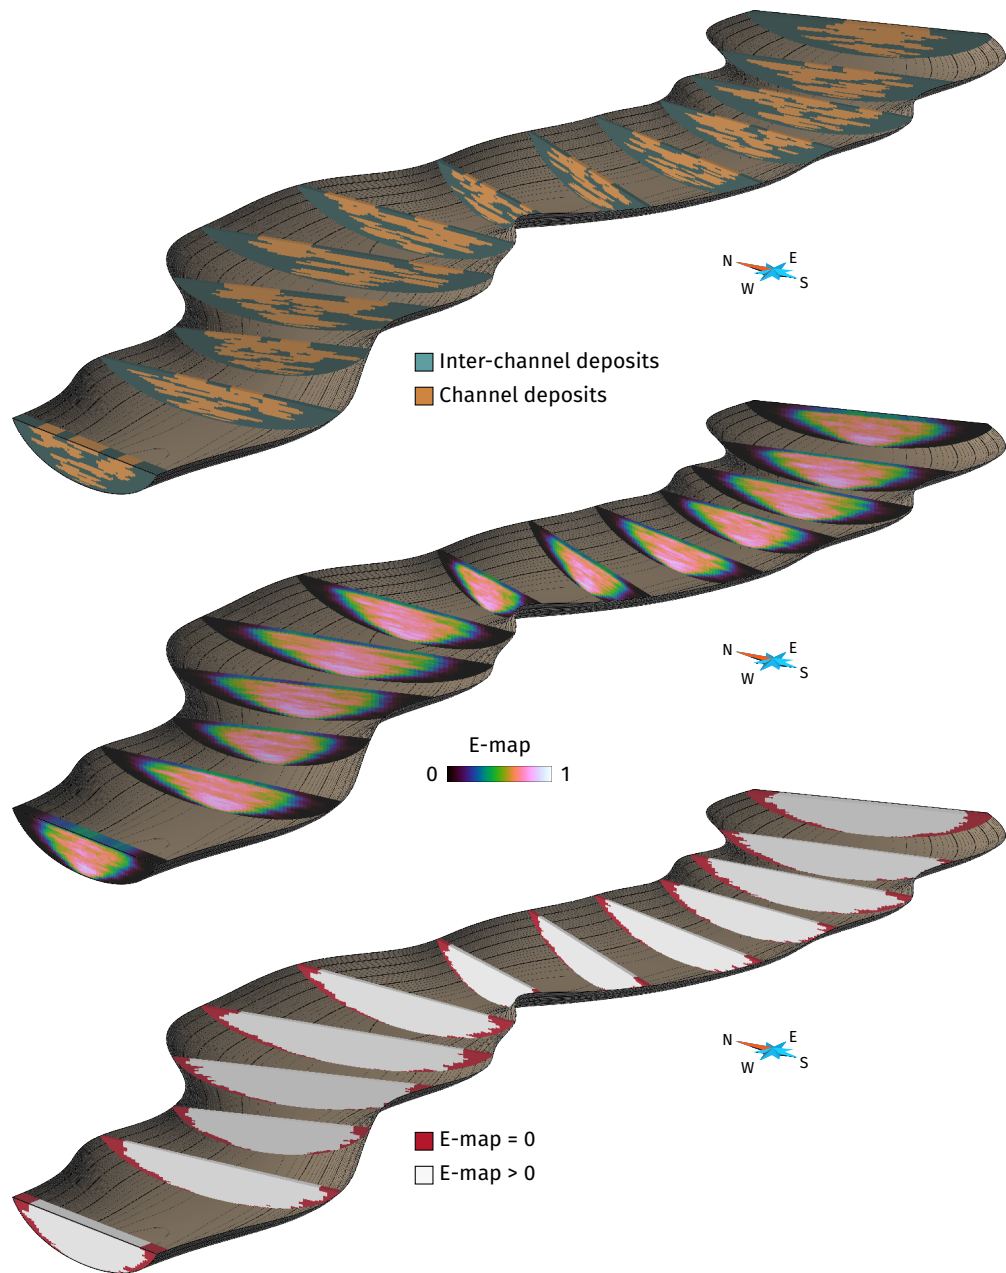 N
E
W
S
Inter-channel deposits
Channel deposits
N
E
W
S
E-map
0 1
N
E
W
S
E-map = 0
E-map > 0